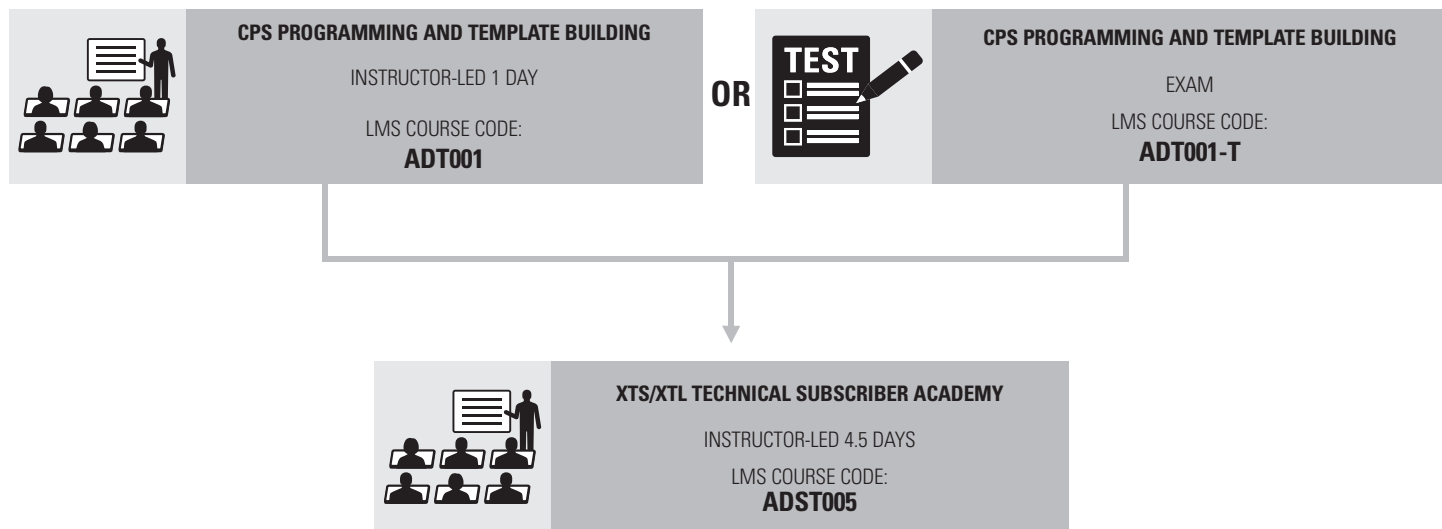 CPS PROGRAMMING AND TEMPLATE BUILDING
INSTRUCTOR-LED 1 DAY
LMS COURSE CODE:
ADT001
OR
TEST
CPS PROGRAMMING AND TEMPLATE BUILDING
EXAM
LMS COURSE CODE:
ADT001-T
XTS/XTL TECHNICAL SUBSCRIBER ACADEMY
INSTRUCTOR-LED 4.5 DAYS
LMS COURSE CODE:
ADST005